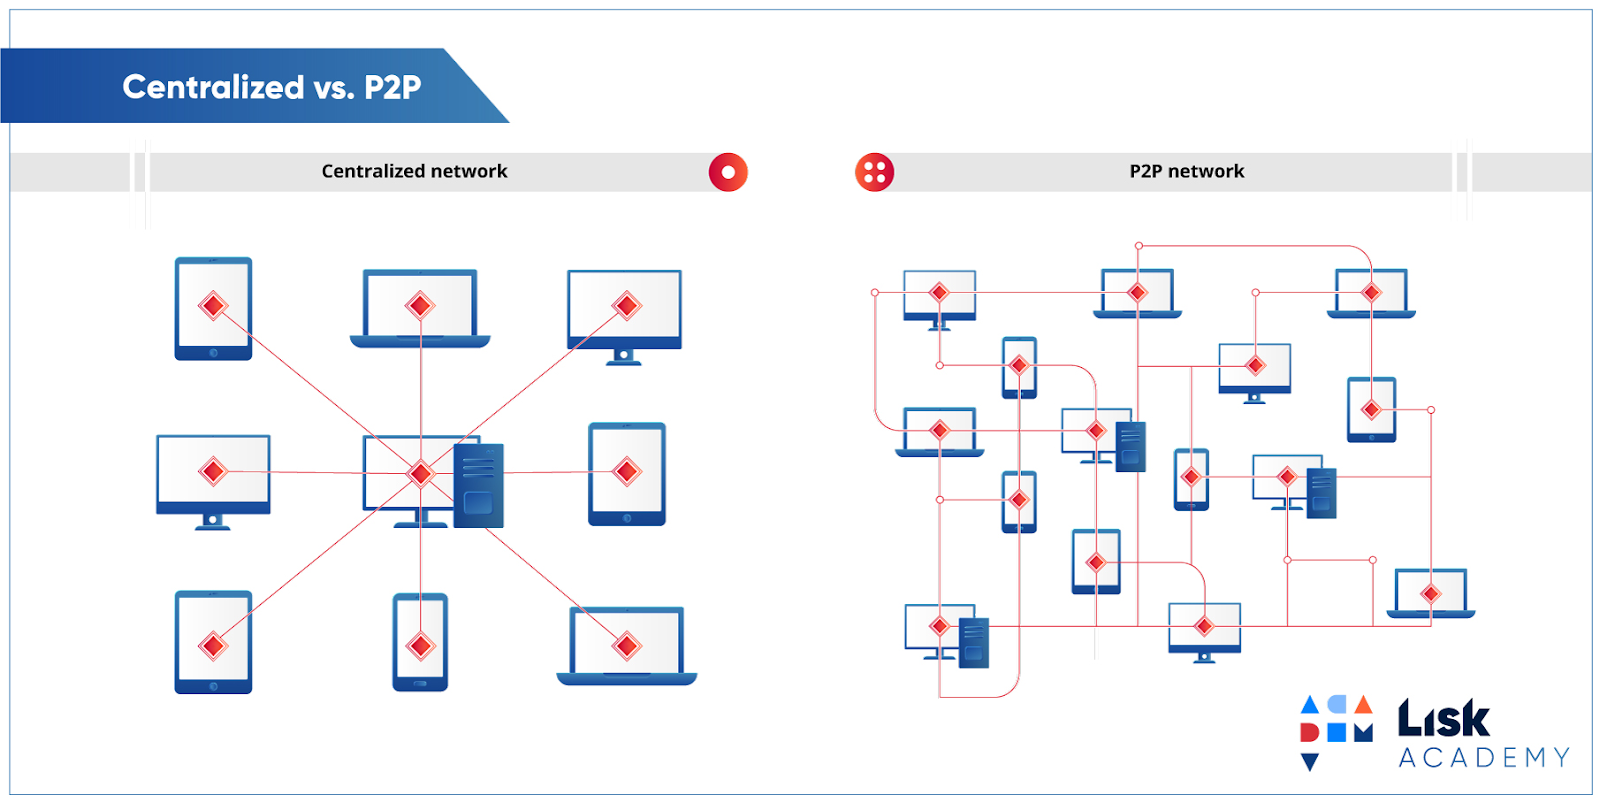 Centralized vs. P2P
Centralized network
P2P network
Lisk
ACADEMY